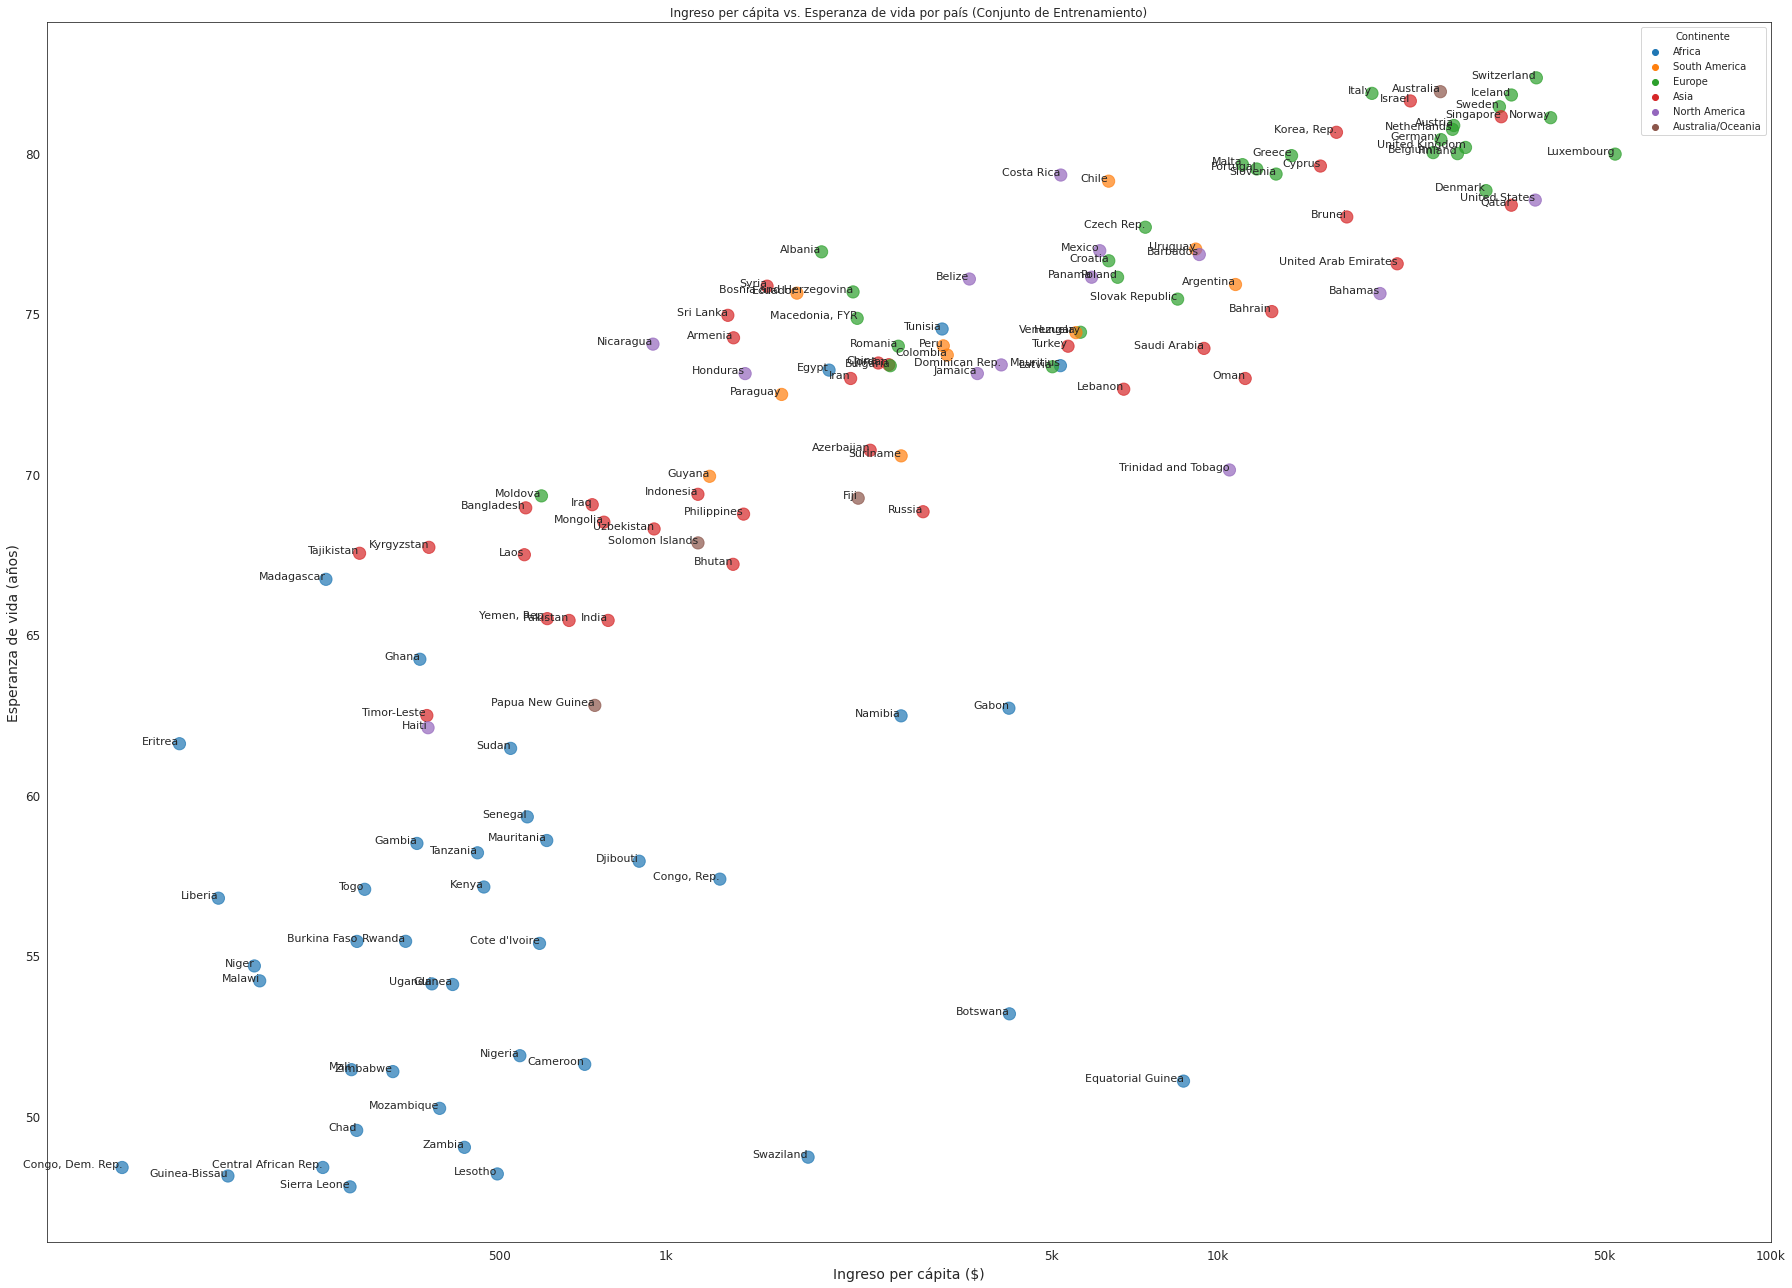 Ingreso per cápita vs. Esperanza de vida por país (Conjunto de Entrenamiento)
Continente
Africa
South America
Europe
Asia
North America
Australia/Oceania
Switzerland
Italy
Australia
Iceland
Israel
Sweden
Singapore
Norway
Austria
Netherlands
Korea, Rep.
Germany
United Kingdom
Belgium
Finland
Luxembourg
Greece
Malta
Portugal
Cyprus
Slovenia
80
Costa Rica
Chile
Denmark
United States
Qatar
Brunei
Czech Rep.
Albania
Mexico
Uruguay
Barbados
Croatia
United Arab Emirates
Belize
Panama
Poland
Syria
Ecuador
Bosnia and Herzegovina
Argentina
Bahamas
Slovak Republic
75
Sri Lanka
Macedonia, FYR
Bahrain
Armenia
Tunisia
Venezuela
Hungary
Nicaragua
Romania
Peru
Turkey
Saudi Arabia
Colombia
China
Bulgaria
Egypt
Dominican Rep.
Mauritius
Latvia
Honduras
Iran
Jamaica
Oman
Lebanon
Paraguay
Azerbaijan
Suriname
Trinidad and Tobago
70
Guyana
Moldova
Indonesia
Fiji
Bangladesh
Iraq
Philippines
Russia
Mongolia
Uzbekistan
Solomon Islands
Tajikistan
Kyrgyzstan
Laos
Bhutan
Madagascar
Yemen, Rep.
Pakistan
India
65
Ghana
Papua New Guinea
Timor-Leste
Haiti
Namibia
Gabon
Eritrea
Sudan
60
Senegal
Gambia
Mauritania
Tanzania
Djibouti
Congo, Rep.
Togo
Kenya
Liberia
Burkina Faso
Rwanda
Cote d'Ivoire
55
Niger
Malawi
Uganda
Guinea
Botswana
Nigeria
Cameroon
Mali
Zimbabwe
Equatorial Guinea
Mozambique
50
Chad
Zambia
Swaziland
Congo, Dem. Rep.
Guinea-Bissau
Central African Rep.
Sierra Leone
Lesotho
Esperanza de vida (años)
500
1k
5k
10k
50k
100k
Ingreso per cápita ($)